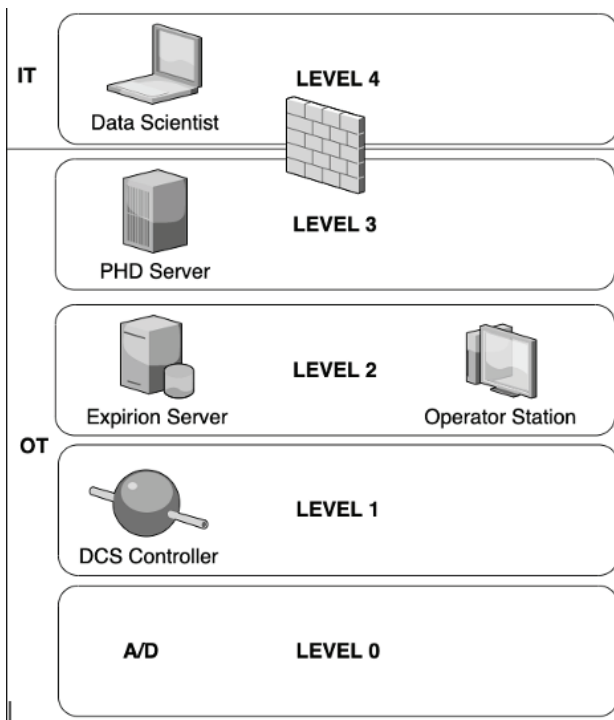 IT
LEVEL 4
Data Scientist
LEVEL 3
PHD Server
LEVEL 2
Expirion Server
Operator Station
OT
LEVEL 1
DCS Controller
A/D
LEVEL 0